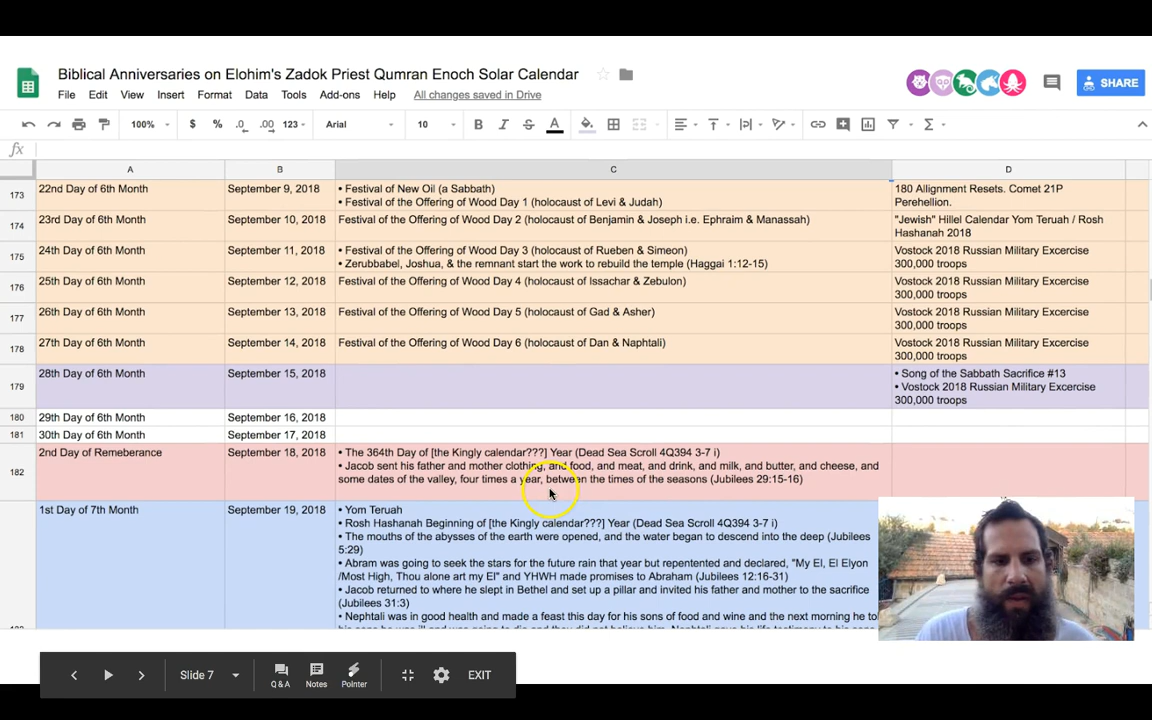 Biblical Anniversaries on Elohim's Zadok Priest Qumran Enoch Solar Calendar
File Edit View Insert Format Data Tools Add-ons Help All changes saved in Drive
SHARE
100% $ % .0 .00 123 Arial 10 B I S A Σ
fx
A B C D
173 22nd Day of 6th Month September 9, 2018 • Festival of New Oil (a Sabbath) 180 Allignment Resets. Comet 21P
• Festival of the Offering of Wood Day 1 (holocaust of Levi & Judah) Perehellion.
174 23rd Day of 6th Month September 10, 2018 Festival of the Offering of Wood Day 2 (holocaust of Benjamin & Joseph i.e. Ephraim & Manassah) "Jewish" Hillel Calendar Yom Teruah / Rosh
Hashanah 2018
175 24th Day of 6th Month September 11, 2018 • Festival of the Offering of Wood Day 3 (holocaust of Rueben & Simeon) Vostock 2018 Russian Military Excercise
• Zerubbabel, Joshua, & the remnant start the work to rebuild the temple (Haggai 1:12-15) 300,000 troops
176 25th Day of 6th Month September 12, 2018 Festival of the Offering of Wood Day 4 (holocaust of Issachar & Zebulon) Vostock 2018 Russian Military Excercise
300,000 troops
177 26th Day of 6th Month September 13, 2018 Festival of the Offering of Wood Day 5 (holocaust of Gad & Asher) Vostock 2018 Russian Military Excercise
300,000 troops
178 27th Day of 6th Month September 14, 2018 Festival of the Offering of Wood Day 6 (holocaust of Dan & Naphtali) Vostock 2018 Russian Military Excercise
300,000 troops
179 28th Day of 6th Month September 15, 2018 • Song of the Sabbath Sacrifice #13
• Vostock 2018 Russian Military Excercise
300,000 troops
180 29th Day of 6th Month September 16, 2018
181 30th Day of 6th Month September 17, 2018
182 2nd Day of Remeberance September 18, 2018 • The 364th Day of [the Kingly calendar???] Year (Dead Sea Scroll 4Q394 3-7 i)
• Jacob sent his father and mother clothing, and food, and meat, and drink, and milk, and butter, and cheese, and
some dates of the valley, four times a year, between the times of the seasons (Jubilees 29:15-16)
1st Day of 7th Month September 19, 2018 • Yom Teruah
• Rosh Hashanah Beginning of [the Kingly calendar???] Year (Dead Sea Scroll 4Q394 3-7 i)
• The mouths of the abysses of the earth were opened, and the water began to descend into the deep (Jubilees
5:29)
• Abram was going to seek the stars for the future rain that year but repentented and declared, "My El, El Elyon
/Most High, Thou alone art my El" and YHWH made promises to Abraham (Jubilees 12:16-31)
• Jacob returned to where he slept in Bethel and set up a pillar and invited his father and mother to the sacrifice
(Jubilees 31:3)
• Nephtali was in good health and made a feast this day for his sons of food and wine and the next morning he to
Slide 7 Q & A Notes Pointer EXIT